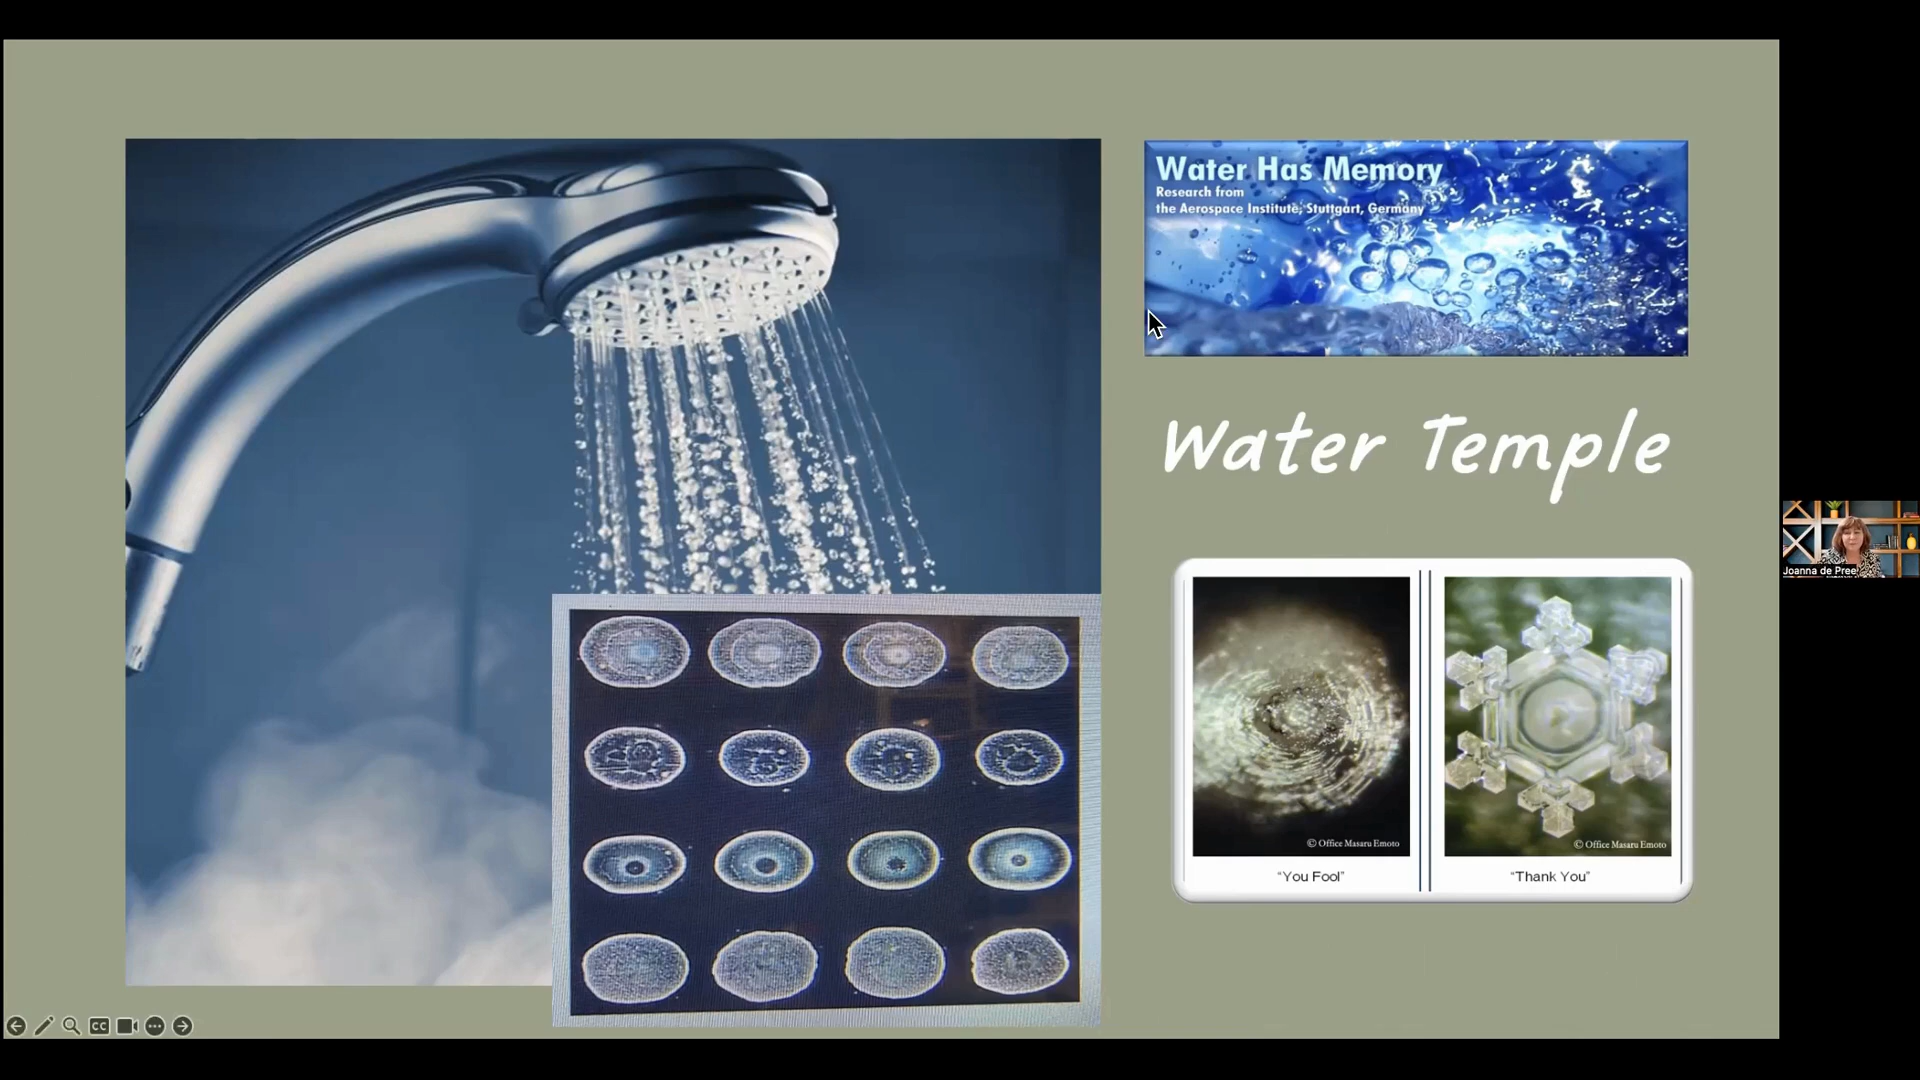 Water Has Memory
Research from
the Aerospace Institute, Stuttgart, Germany
Water Temple
© Office Masaru Emoto
© Office Masaru Emoto
“You Fool”
“Thank You”
Joanna de Pree
CC